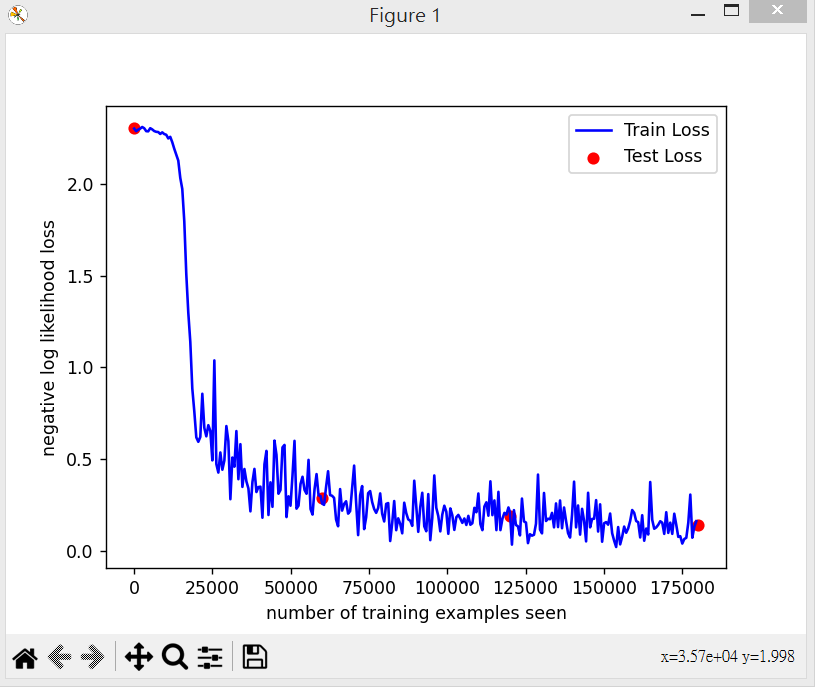 Figure 1
Train Loss
Test Loss
2.0
1.5
1.0
0.5
0.0
negative log likelihood loss
0 25000 50000 75000 100000 125000 150000 175000
number of training examples seen
x=3.57e+04 y=1.998